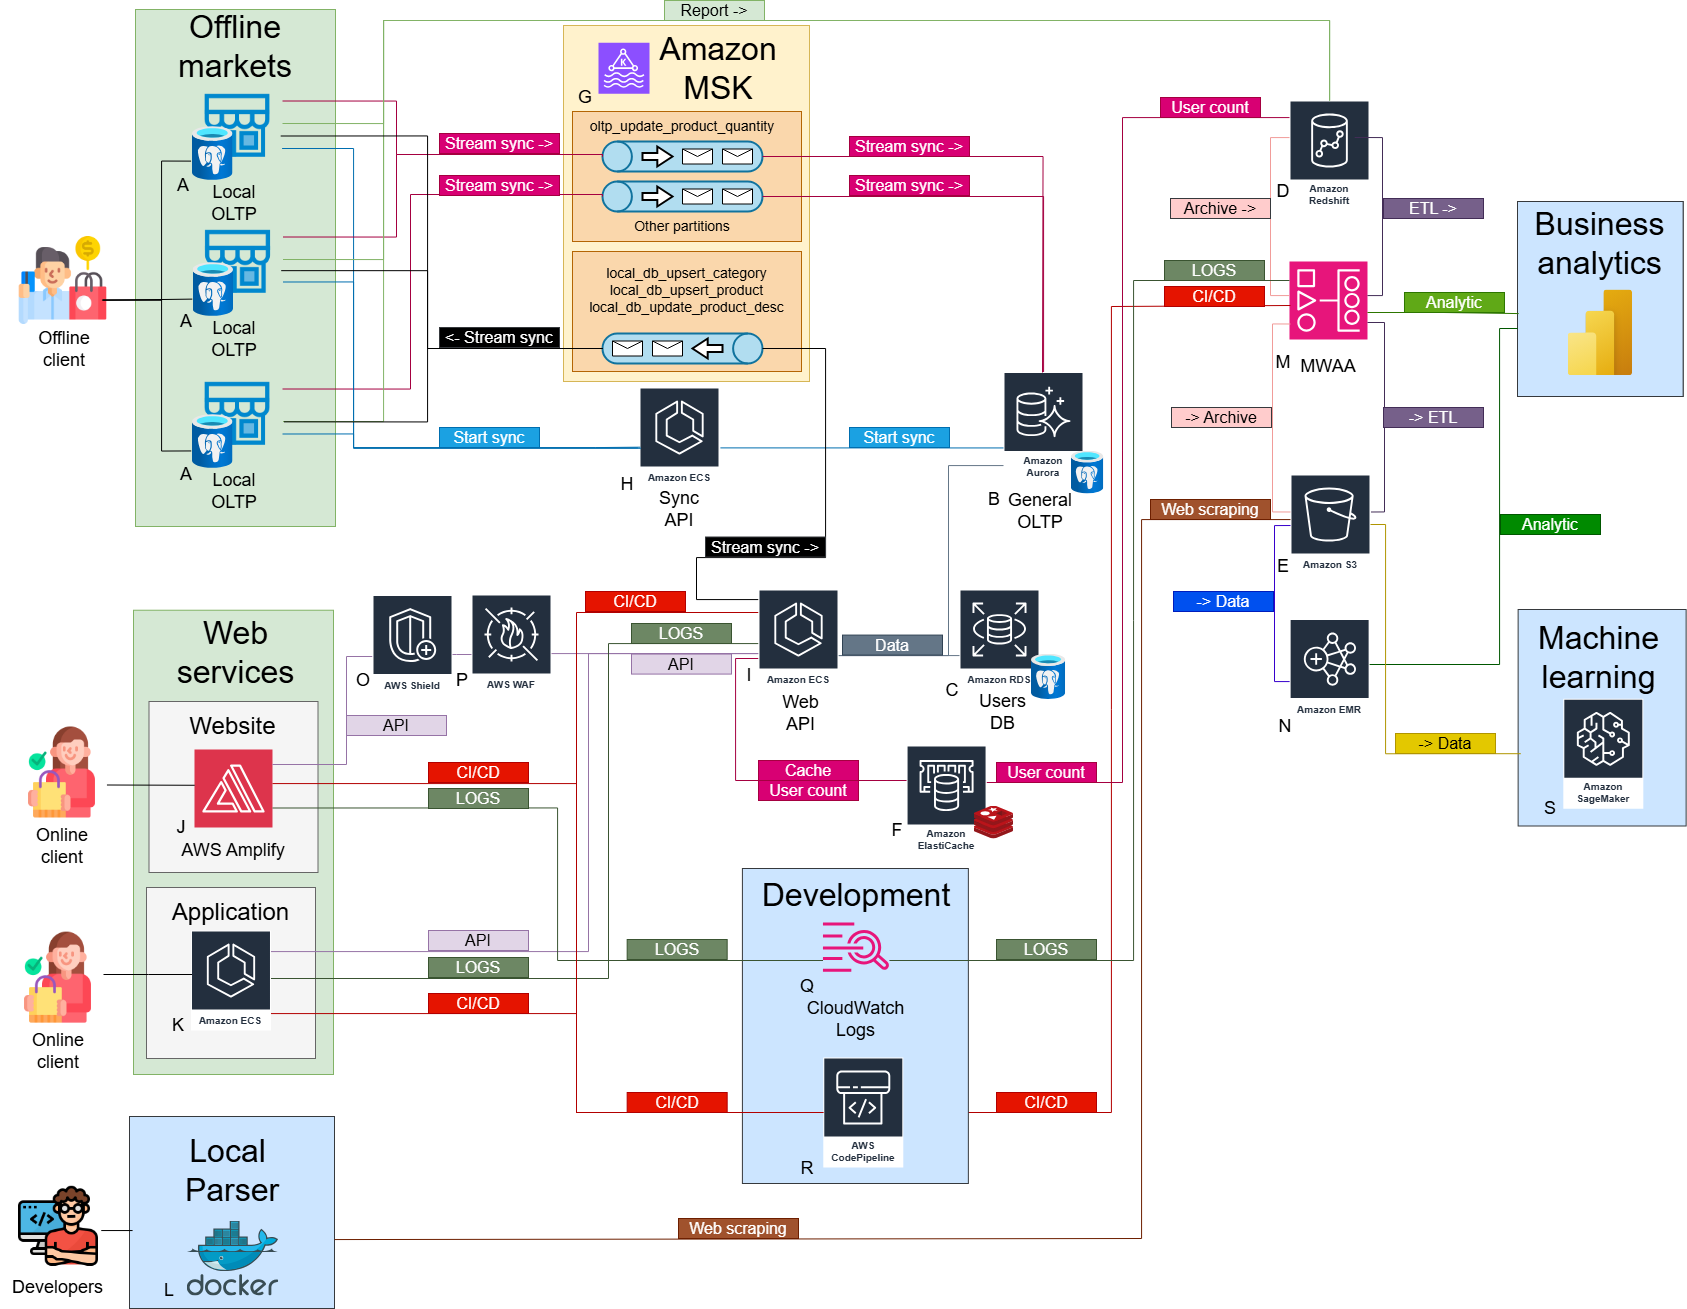 Report ->
Offline
markets
Amazon
MSK
G
oltp_update_product_quantity
Other partitions
local_db_upsert_category
local_db_upsert_product
local_db_update_product_desc
K
A
Local
OLTP
A
Local
OLTP
A
Local
OLTP
Offline
client
Stream sync ->
Stream sync ->
<- Stream sync
Start sync
Stream sync ->
Stream sync ->
Start sync
Amazon ECS
H
Sync
API
Stream sync ->
Amazon
Aurora
B
General
OLTP
User count
D
Amazon
Redshift
Archive ->
ETL ->
LOGS
CI/CD
M
MWAA
Analytic
Business
analytics
-> Archive
-> ETL
Web scraping
E
Amazon S3
Analytic
-> Data
Amazon EMR
N
Machine
learning
-> Data
Amazon
SageMaker
S
Web
services
O
AWS Shield
P
AWS WAF
API
CI/CD
LOGS
API
I
Amazon ECS
Web
API
Data
C
Amazon RDS
Users
DB
Website
J
AWS Amplify
Online
client
CI/CD
LOGS
Cache
User count
F
Amazon
ElastiCache
User count
Application
K
Amazon ECS
Online
client
API
LOGS
CI/CD
Development
LOGS
Q
CloudWatch
Logs
LOGS
CI/CD
R
AWS
CodePipeline
CI/CD
Local
Parser
L
docker
Developers
Web scraping